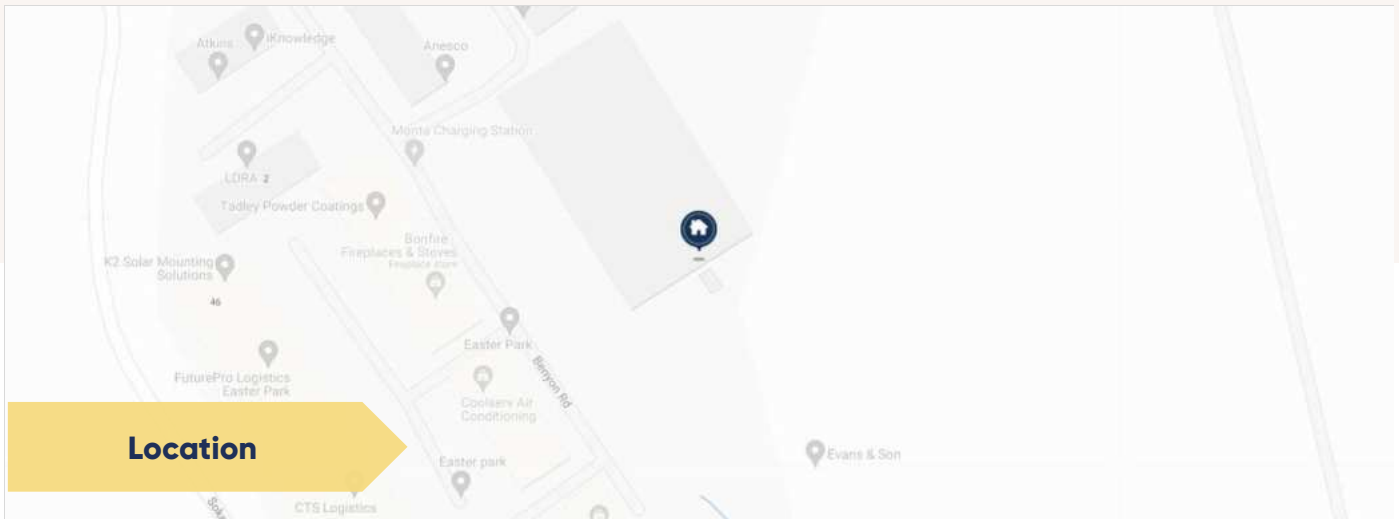 iKnowledge
Atkins
Anesco
Monta Charging Station
LDRA 2
Tadley Powder Coatings
Bonfire
Fireplaces & Stoves
Fireplace store
K2 Solar Mounting
Solutions
46
Easter Park
FuturePro Logistics
Easter Park
Benyon Rd
Coolserv Air
Conditioning
Location
Evans & Son
Easter park
CTS Logistics